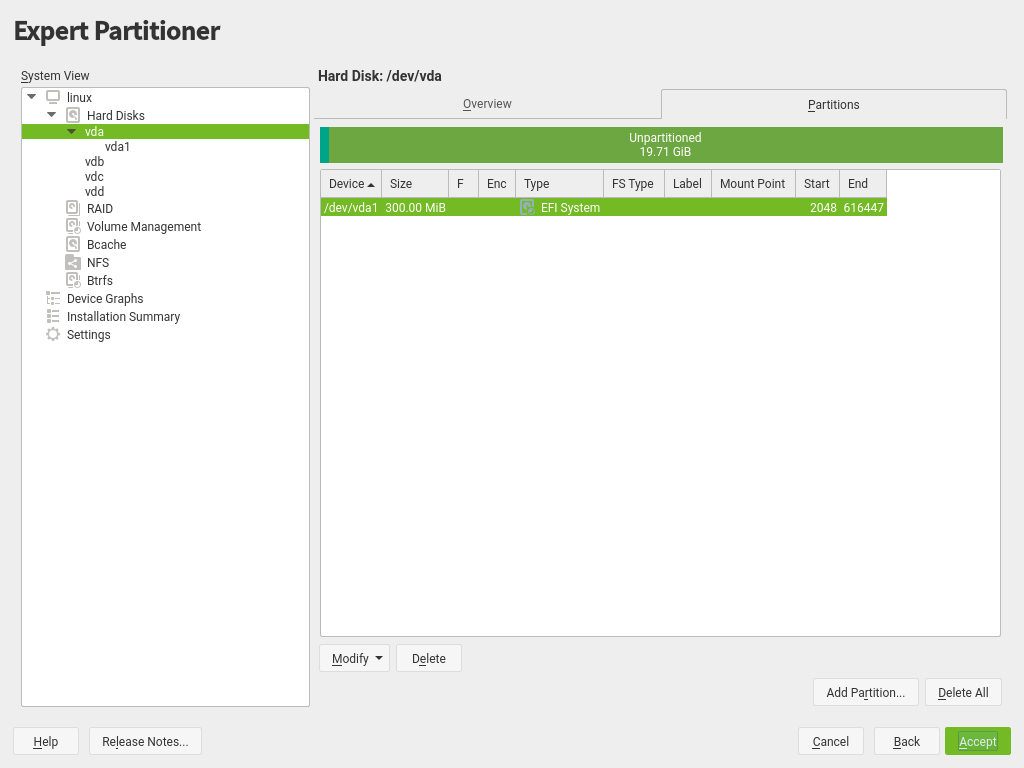 Expert Partitioner
System View
linux
Hard Disks
vda
vda1
vdb
vdc
vdd
RAID
Volume Management
Bcache
NFS
Btrfs
Device Graphs
Installation Summary
Settings
Hard Disk: /dev/vda
Overview Partitions
Unpartitioned
19.71 GiB
Device Size F Enc Type FS Type Label Mount Point Start End
/dev/vda1 300.00 MiB EFI System 2048 616447
Modify Delete
Add Partition... Delete All
Help Release Notes... Cancel Back Accept